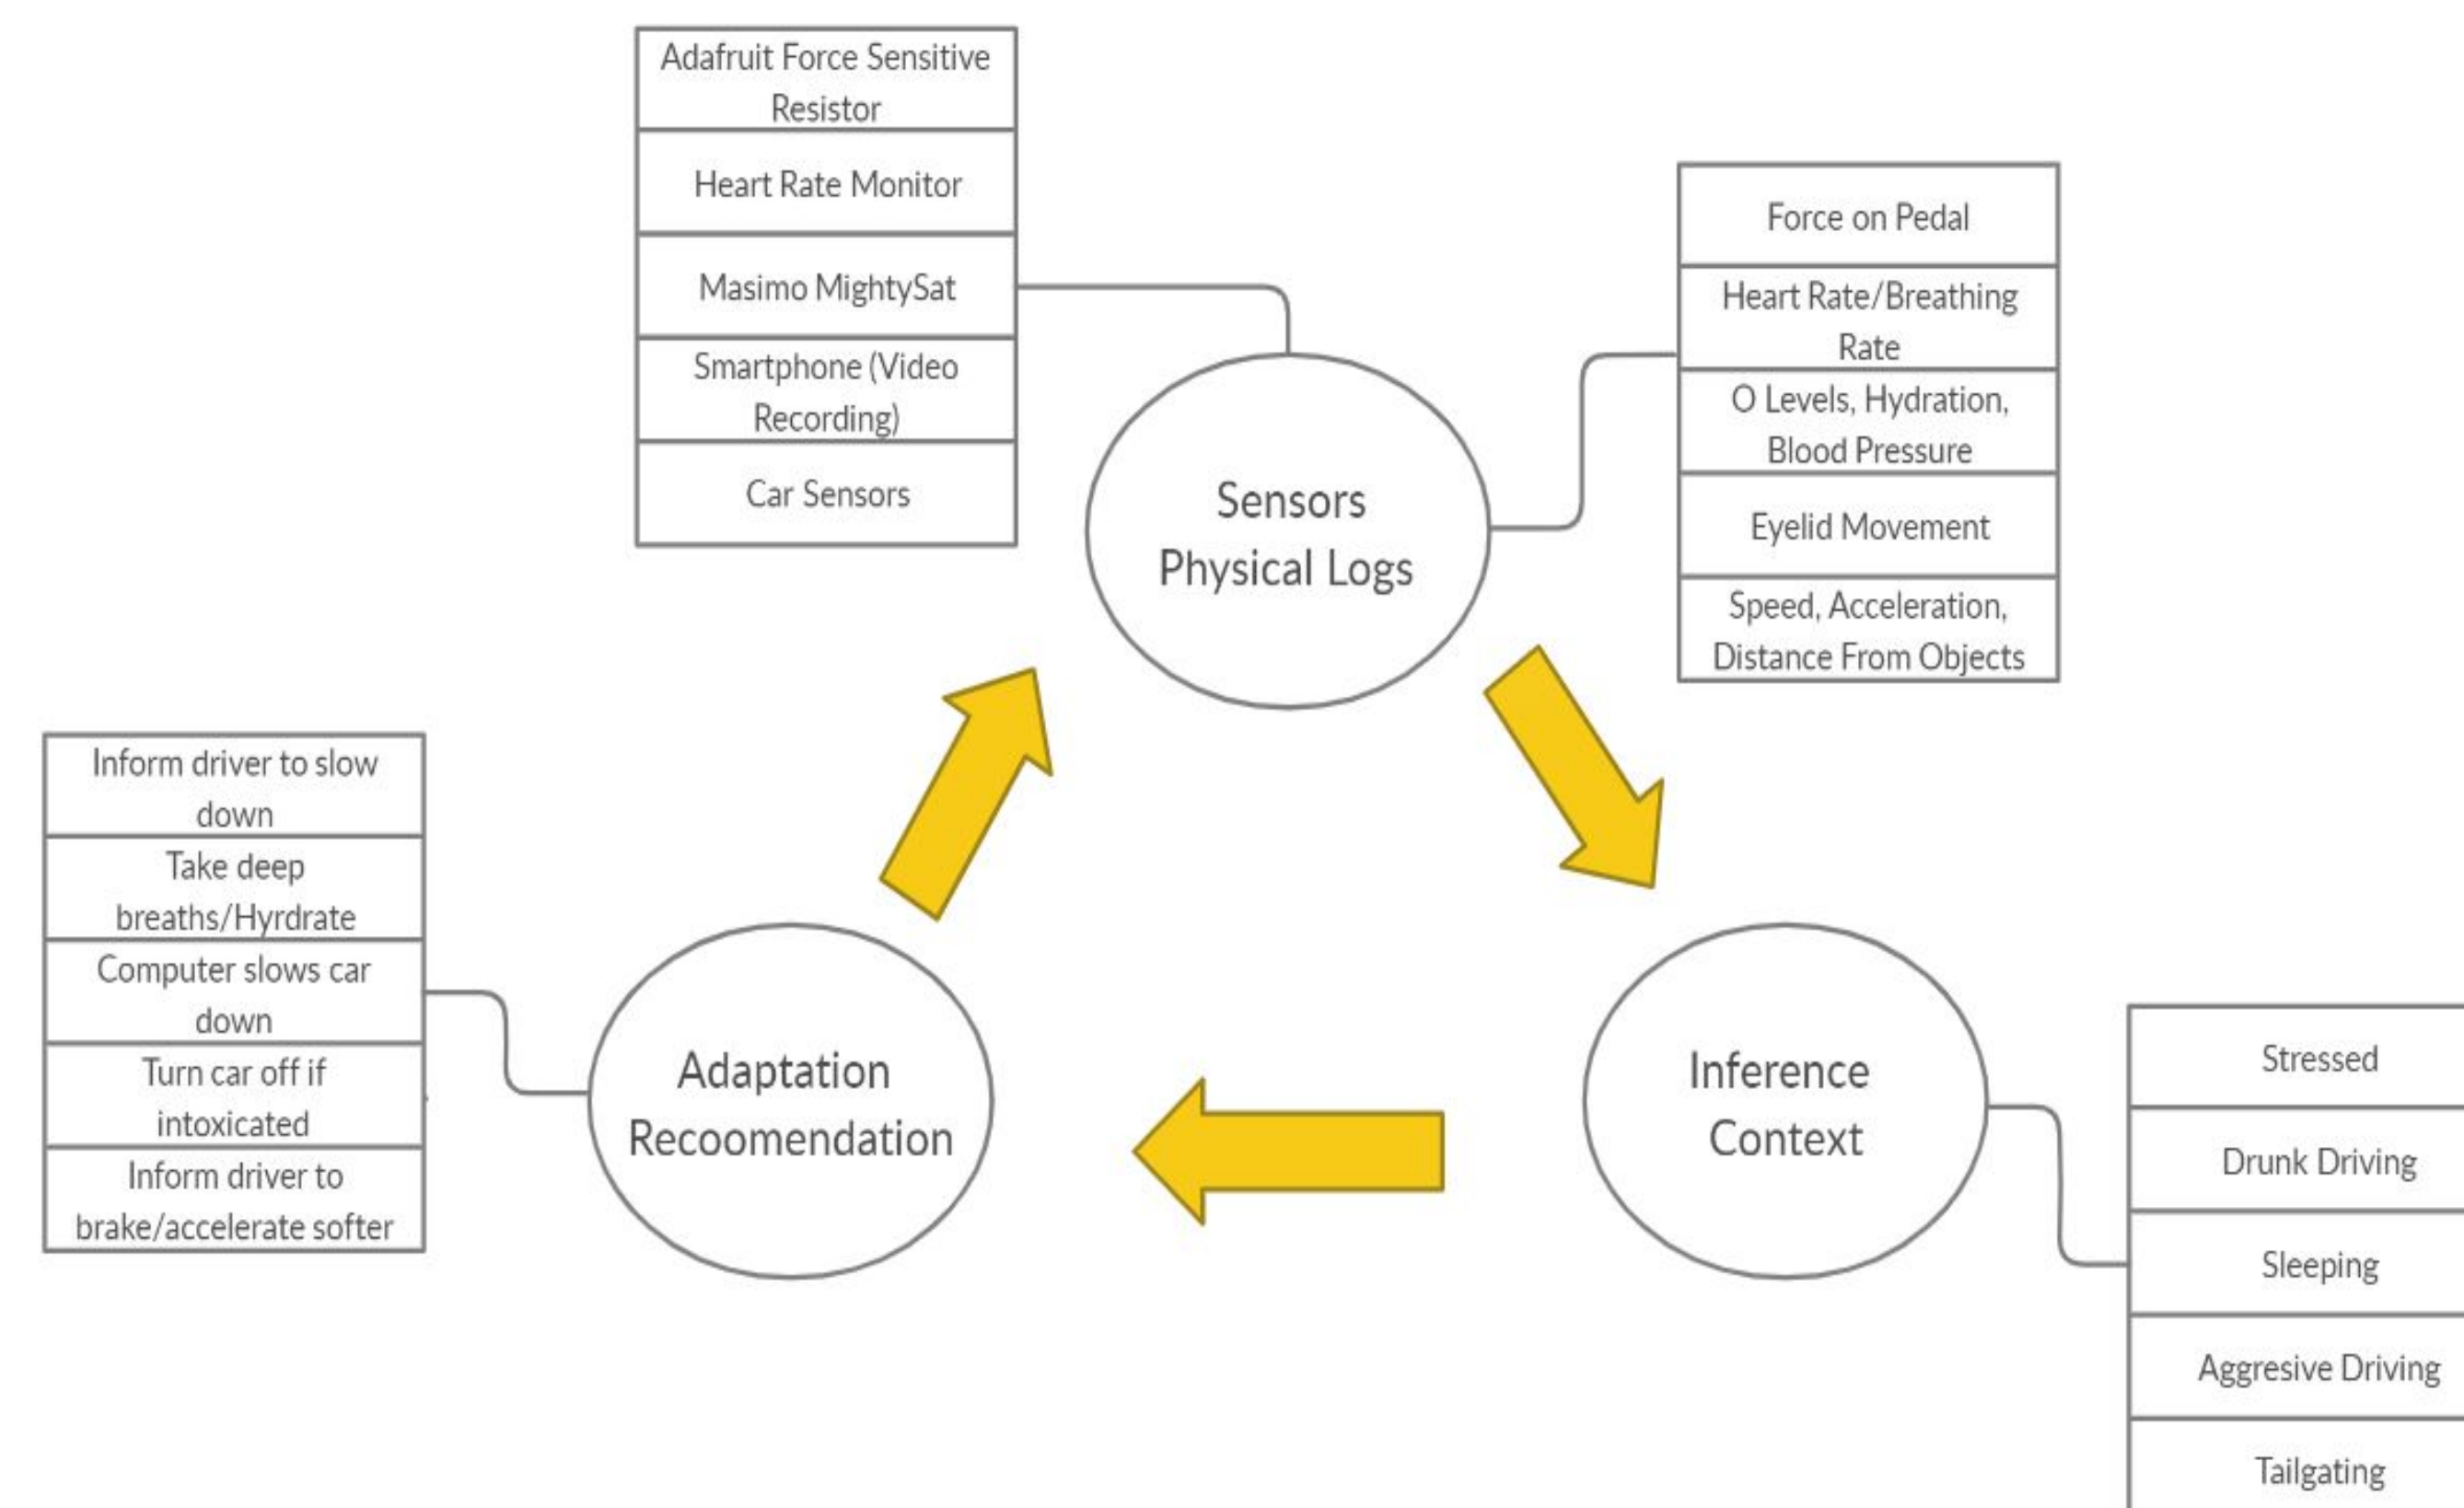 Adafruit Force Sensitive
Resistor
Heart Rate Monitor
Masimo MightySat
Smartphone (Video
Recording)
Car Sensors
Force on Pedal
Heart Rate/Breathing
Rate
O Levels, Hydration,
Blood Pressure
Eyelid Movement
Speed, Acceleration,
Distance From Objects
Sensors
Physical Logs
Inform driver to slow
down
Take deep
breaths/Hyrdrate
Computer slows car
down
Turn car off if
intoxicated
Inform driver to
brake/accelerate softer
Adaptation
Recoomendation
Inference
Context
Stressed
Drunk Driving
Sleeping
Aggresive Driving
Tailgating